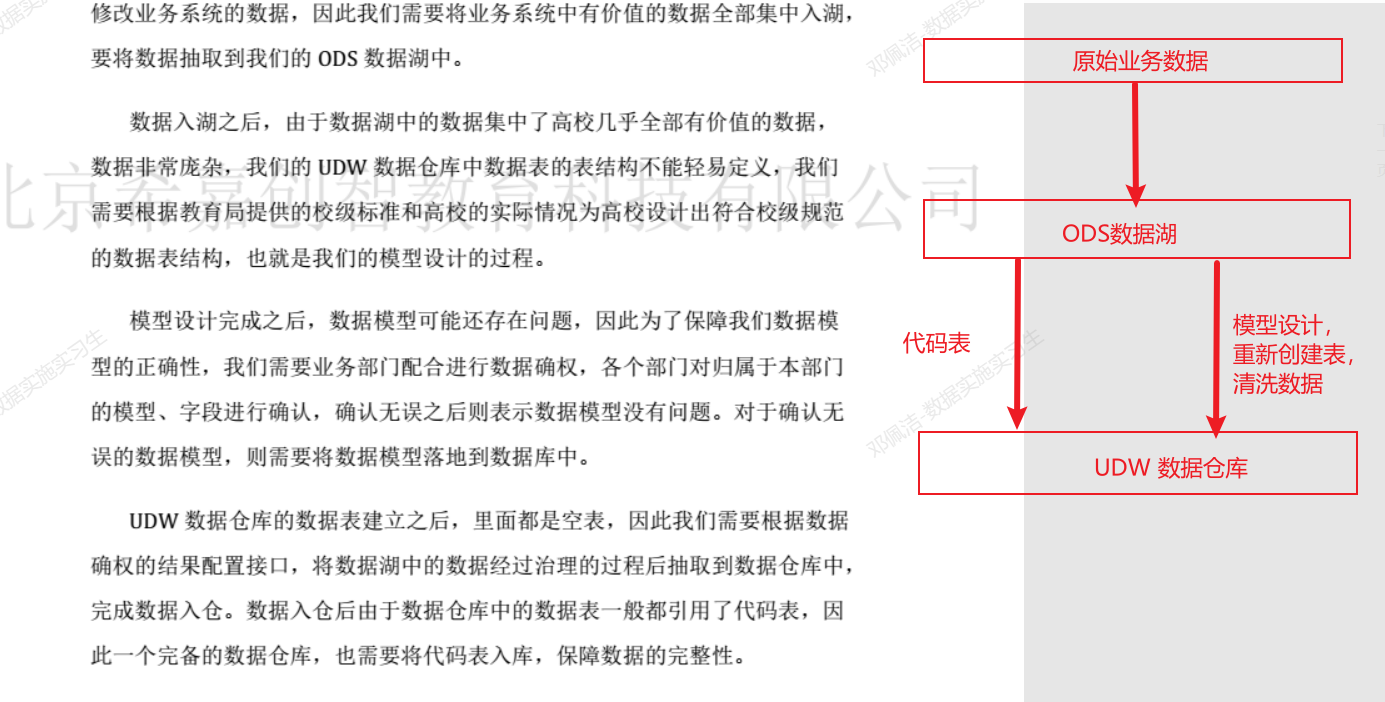 修改业务系统的数据，因此我们需要将业务系统中有价值的数据全部集中入湖，
要将数据抽取到我们的 ODS 数据湖中。
数据入湖之后，由于数据湖中的数据集中了高校几乎全部有价值的数据，
数据非常庞杂，我们的 UDW 数据仓库中数据表的表结构不能轻易定义，我们
需要根据教育局提供的校级标准和高校的实际情况为高校设计出符合校级规范
的数据表结构，也就是我们的模型设计的过程。
模型设计完成之后，数据模型可能还存在问题，因此为了保障我们数据模
型的正确性，我们需要业务部门配合进行数据确权，各个部门对归属于本部门
的模型、字段进行确认，确认无误之后则表示数据模型没有问题。对于确认无
误的数据模型，则需要将数据模型落地到数据库中。
UDW 数据仓库的数据表建立之后，里面都是空表，因此我们需要根据数据
确权的结果配置接口，将数据湖中的数据经过治理的过程后抽取到数据仓库中，
完成数据入仓。数据入仓后由于数据仓库中的数据表一般都引用了代码表，因
此一个完备的数据仓库，也需要将代码表入库，保障数据的完整性。
原始业务数据
ODS数据湖
代码表
模型设计，
重新创建表，
清洗数据
UDW 数据仓库
北京希嘉创智教育科技有限公司
邓佩洁-数据实
数据实施实习生
邓佩洁-数据实施实习生